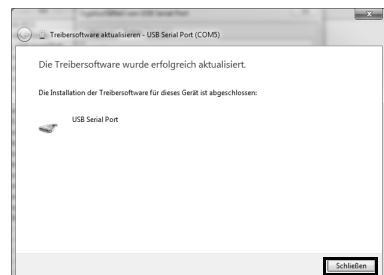 Treibersoftware aktualisieren - USB Serial Port (COM5)
Die Treibersoftware wurde erfolgreich aktualisiert.
Die Installation der Treibersoftware für dieses Gerät ist abgeschlossen:
USB Serial Port
Schließen